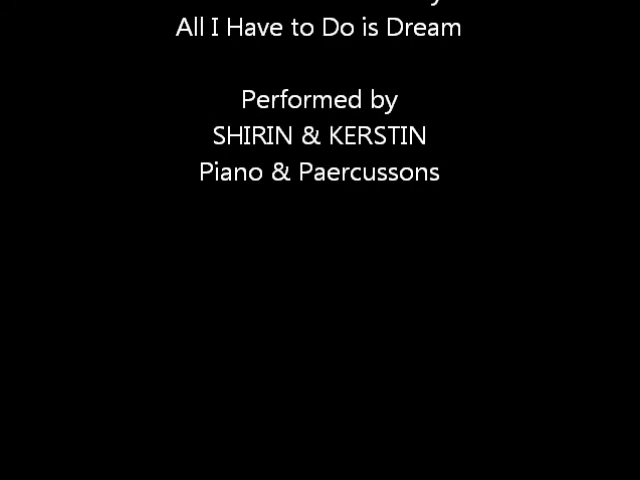 All I Have to Do is Dream
Performed by
SHIRIN & KERSTIN
Piano & Paercussons